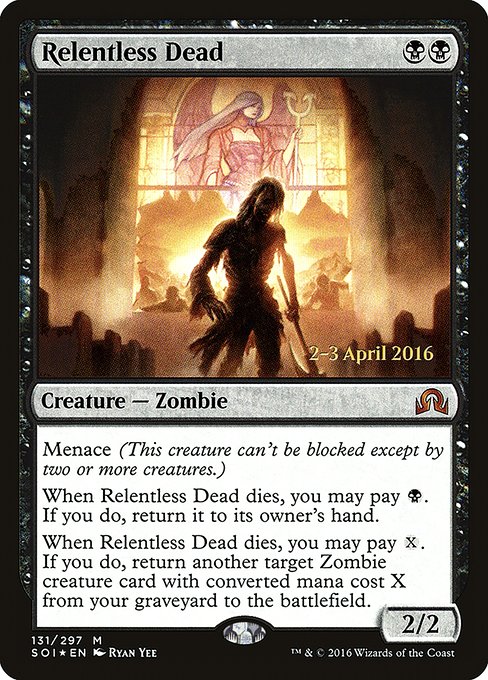 Relentless Dead
2–3 April 2016
Creature — Zombie
Menace (This creature can't be blocked except by
two or more creatures.)
When Relentless Dead dies, you may pay .
If you do, return it to its owner's hand.
When Relentless Dead dies, you may pay X.
If you do, return another target Zombie
creature card with converted mana cost X
from your graveyard to the battlefield.
2/2
131/297 M
SOI★EN Ryan Yee
™ & © 2016 Wizards of the Coast